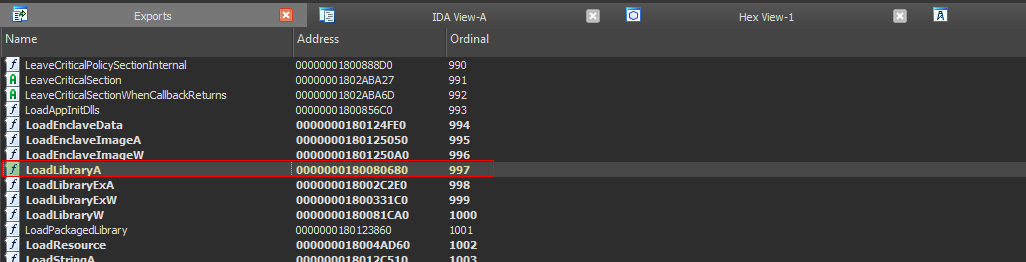 Exports IDA View-A Hex View-1
Name Address Ordinal
LeaveCriticalPolicySectionInternal 00000001800888D0 990
LeaveCriticalSection 00000001802ABA27 991
LeaveCriticalSectionWhenCallbackReturns 00000001802ABA6D 992
LoadAppInitDlls 00000001800856C0 993
LoadEnclaveData 0000000180124FE0 994
LoadEnclaveImageA 0000000180125050 995
LoadEnclaveImageW 00000001801250A0 996
LoadLibraryA 0000000180080680 997
LoadLibraryExA 000000018002C2E0 998
LoadLibraryExW 00000001800331C0 999
LoadLibraryW 0000000180081CA0 1000
LoadPackagedLibrary 0000000180123860 1001
LoadResource 000000018004AD60 1002
LoadStringA 000000018012C510 1003